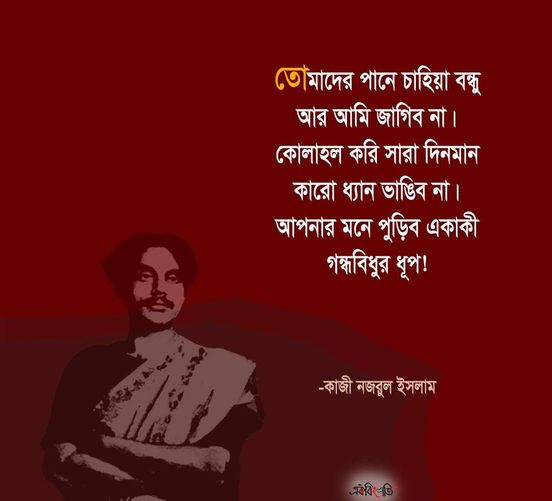 তোমাদের পানে চাহিয়া বন্ধু
আর আমি জাগিব না।
কোলাহল করি সারা দিনমান
কারো ধ্যান ভাঙিব না।
আপনার মনে পুড়িব একাকী
গন্ধবিধুর ধূপ!
-কাজী নজরুল ইসলাম